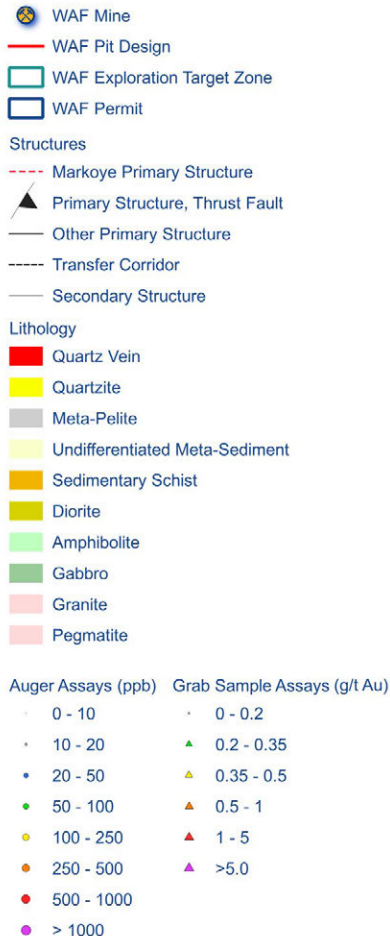 WAF Mine
WAF Pit Design
WAF Exploration Target Zone
WAF Permit
Structures
Markoye Primary Structure
Primary Structure, Thrust Fault
Other Primary Structure
Transfer Corridor
Secondary Structure
Lithology
Quartz Vein
Quartzite
Meta-Pelite
Undifferentiated Meta-Sediment
Sedimentary Schist
Diorite
Amphibolite
Gabbro
Granite
Pegmatite
Auger Assays (ppb) Grab Sample Assays (g/t Au)
0 - 10 0 - 0.2
10 - 20 0.2 - 0.35
20 - 50 0.35 - 0.5
50 - 100 0.5 - 1
100 - 250 1 - 5
250 - 500 >5.0
500 - 1000
> 1000